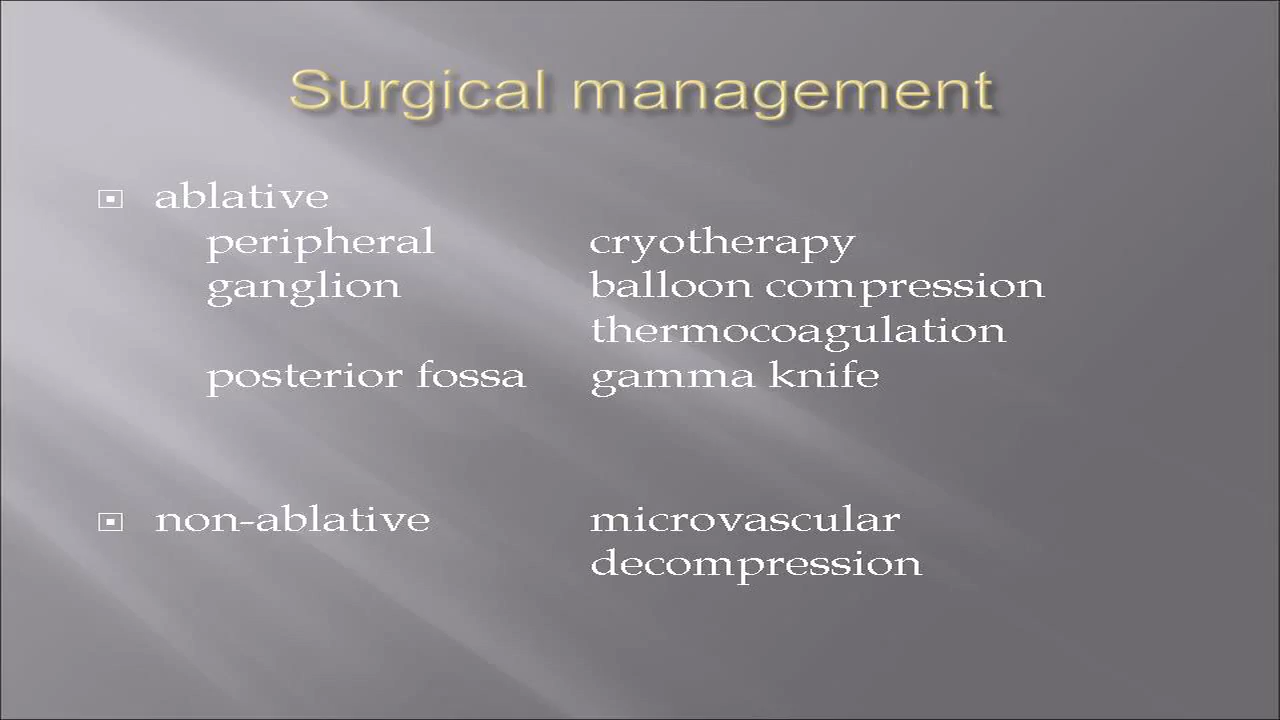 Surgical management
ablative
peripheral cryotherapy
ganglion balloon compression
thermocoagulation
posterior fossa gamma knife
non-ablative microvascular
decompression